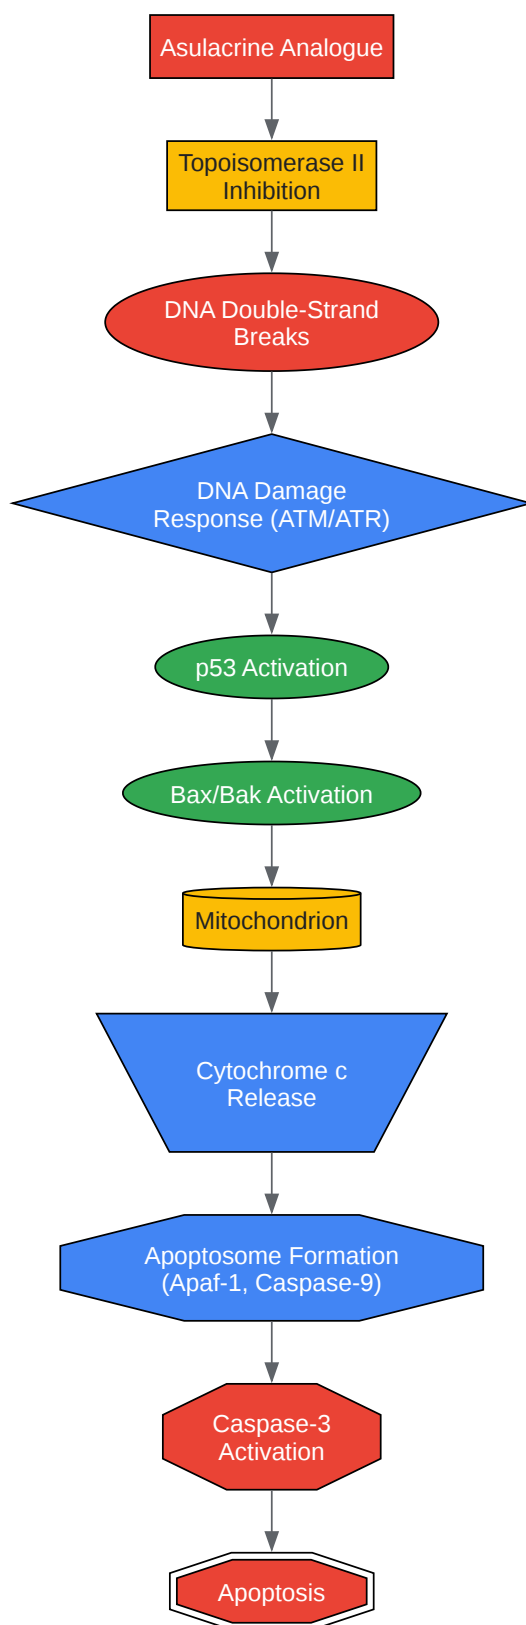 Asulacrine Analogue
Topoisomerase II
Inhibition
DNA Double-Strand
Breaks
DNA Damage
Response (ATM/ATR)
p53 Activation
Bax/Bak Activation
Mitochondrion
Cytochrome c
Release
Apoptosome Formation
(Apaf-1, Caspase-9)
Caspase-3
Activation
Apoptosis